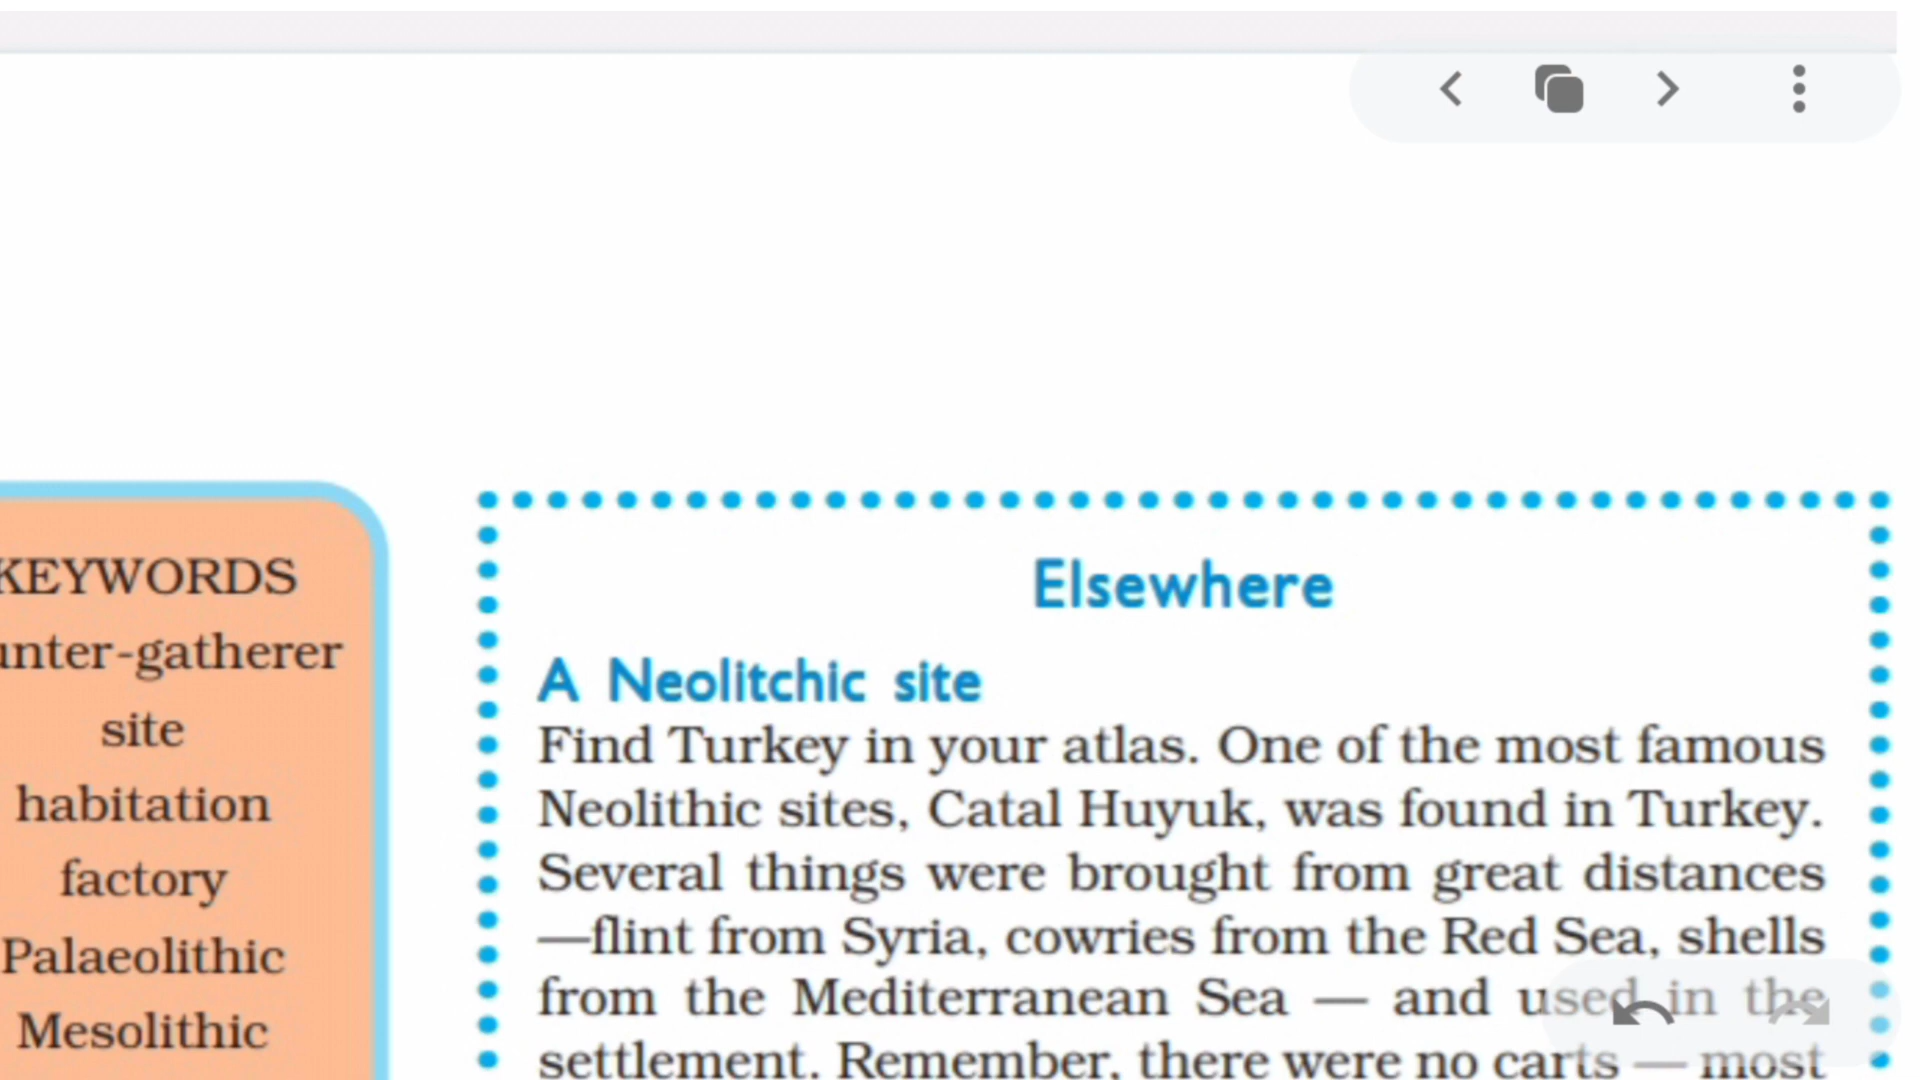 KEYWORDS
unter-gatherer
site
habitation
factory
Palaeolithic
Mesolithic
Elsewhere
A Neolitchic site
Find Turkey in your atlas. One of the most famous
Neolithic sites, Catal Huyuk, was found in Turkey.
Several things were brought from great distances
—flint from Syria, cowries from the Red Sea, shells
from the Mediterranean Sea — and used in the
settlement. Remember, there were no carts — most